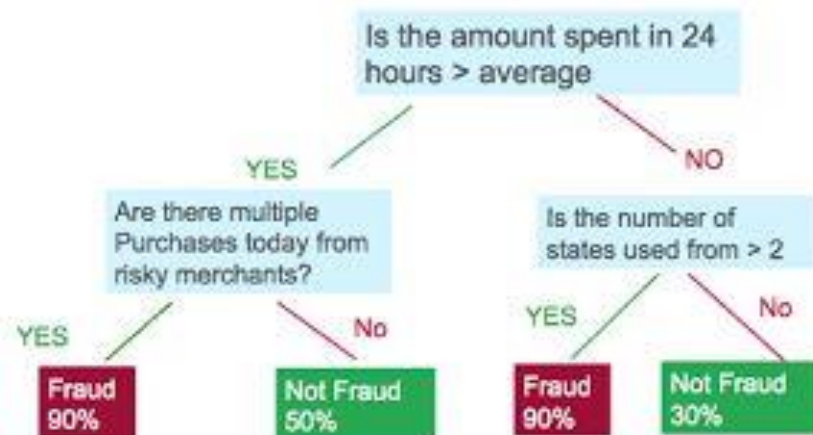 Is the amount spent in 24
hours > average
YES
NO
Are there multiple
Purchases today from
risky merchants?
Is the number of
states used from > 2
YES
No
YES
No
Fraud
90%
Not Fraud
50%
Fraud
90%
Not Fraud
30%